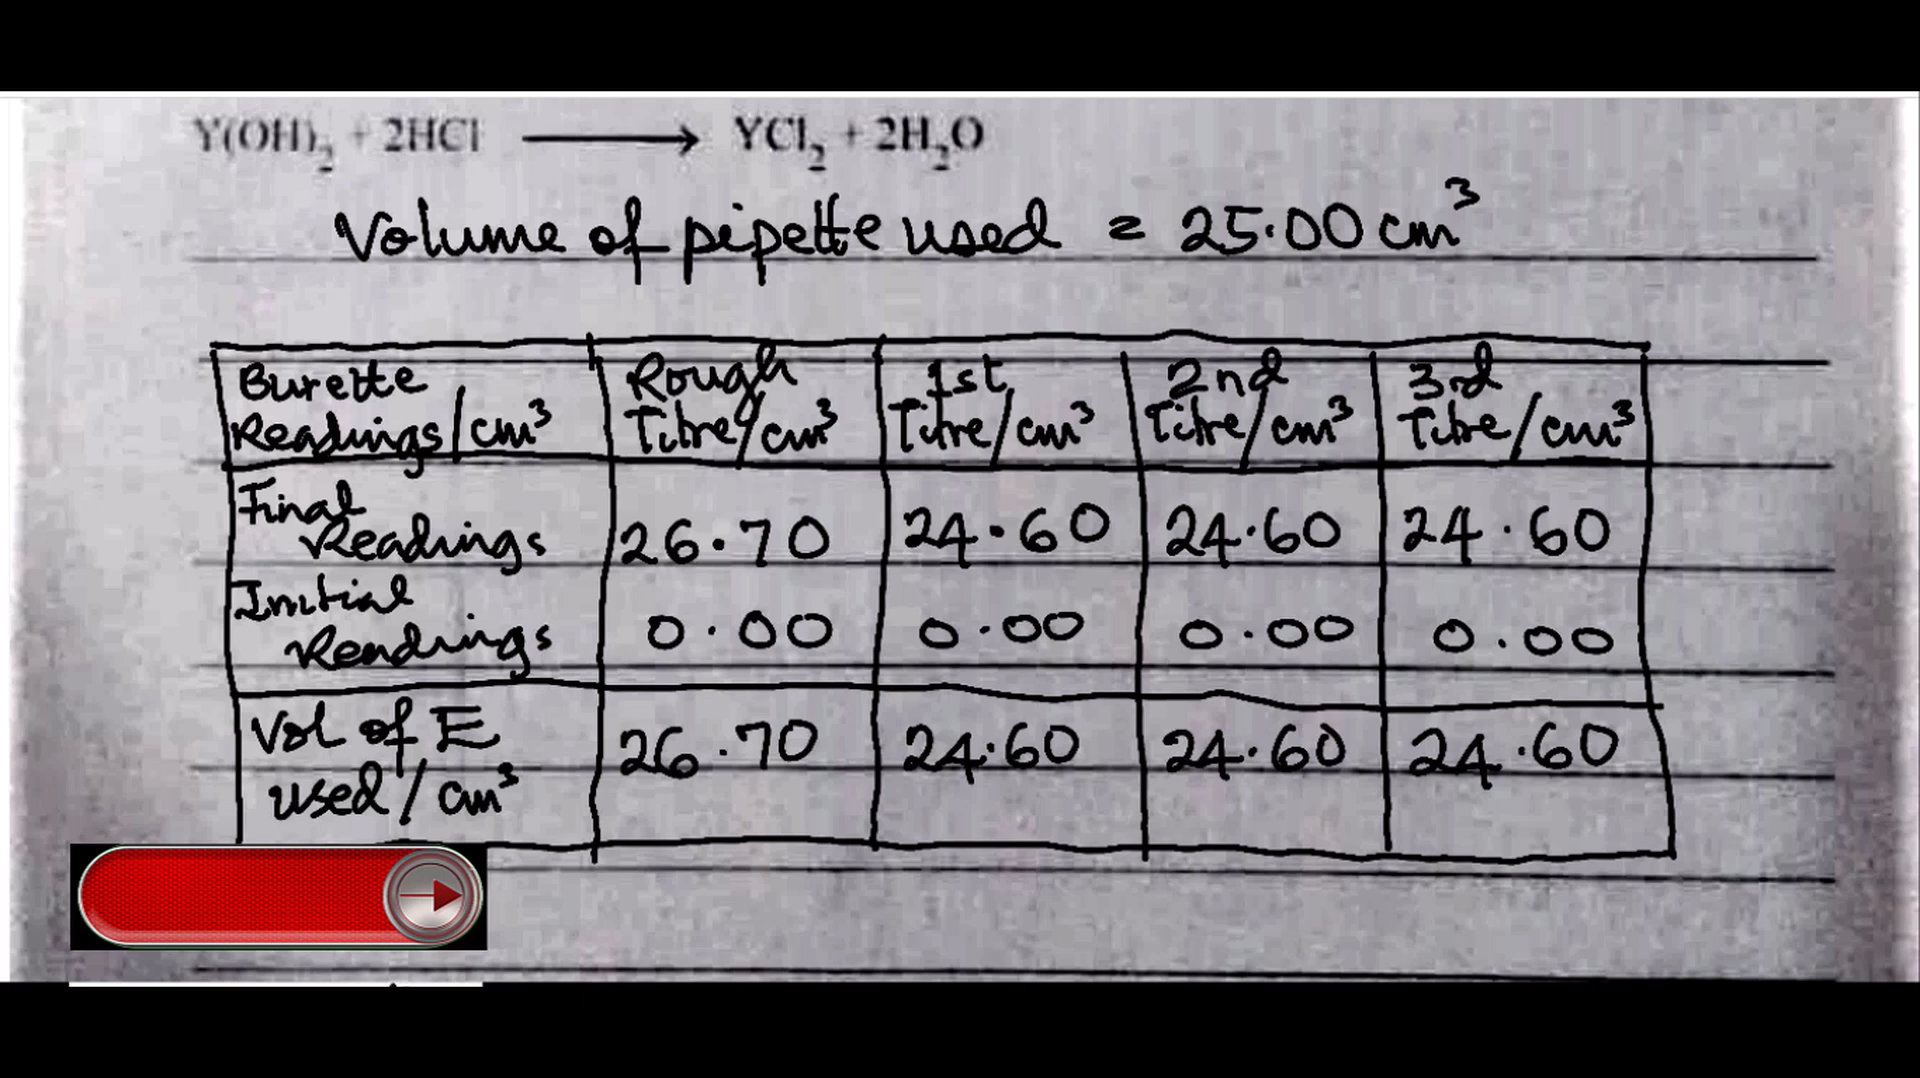 Y(OH)₂ + 2HCl ⟶ YCl₂ + 2H₂O
Volume of pipette used = 25.00 cm³
Burette Readings/cm³ Rough Titre/cm³ 1st Titre/cm³ 2nd Titre/cm³ 3rd Titre/cm³
Final Readings 26.70 24.60 24.60 24.60
Initial Readings 0.00 0.00 0.00 0.00
Vol of E used/cm³ 26.70 24.60 24.60 24.60